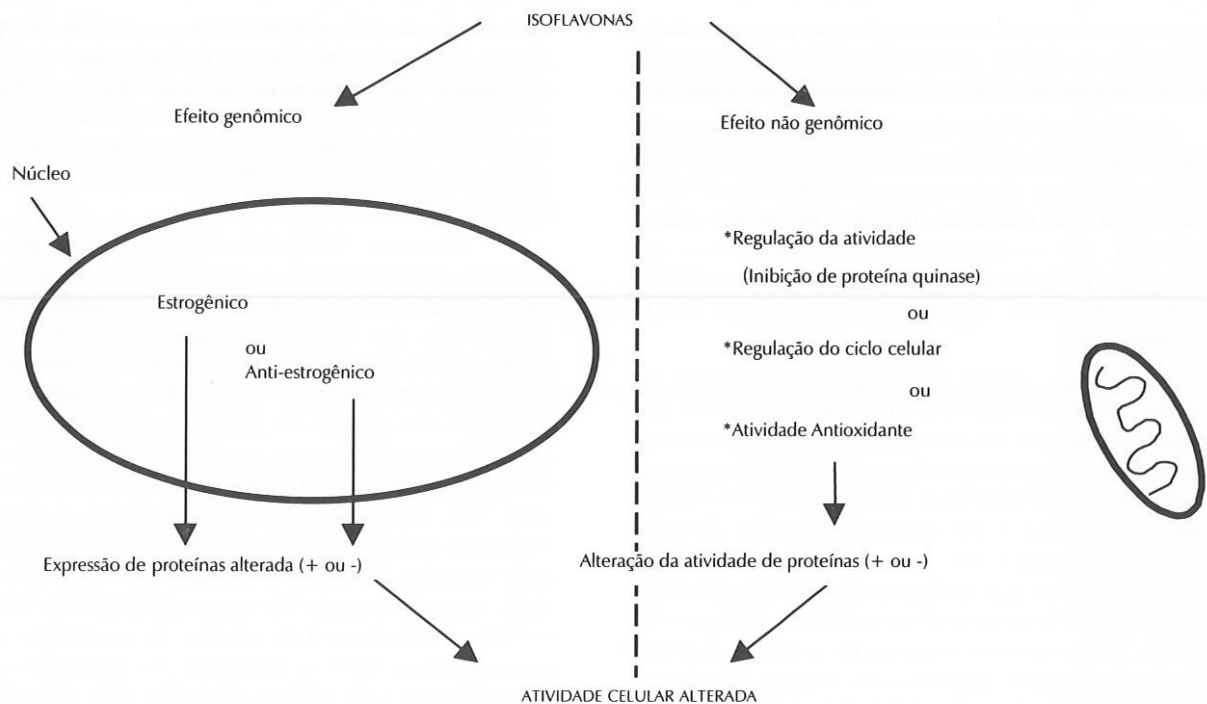 ISOFLAVONAS
Efeito genômico
Efeito não genômico
Núcleo
*Regulação da atividade
(Inibição de proteína quinase)
ou
*Regulação do ciclo celular
ou
*Atividade Antioxidante
Estrogênico
ou
Anti-estrogênico
Expressão de proteínas alterada (+ ou -)
Alteração da atividade de proteínas (+ ou -)
ATIVIDADE CELULAR ALTERADA